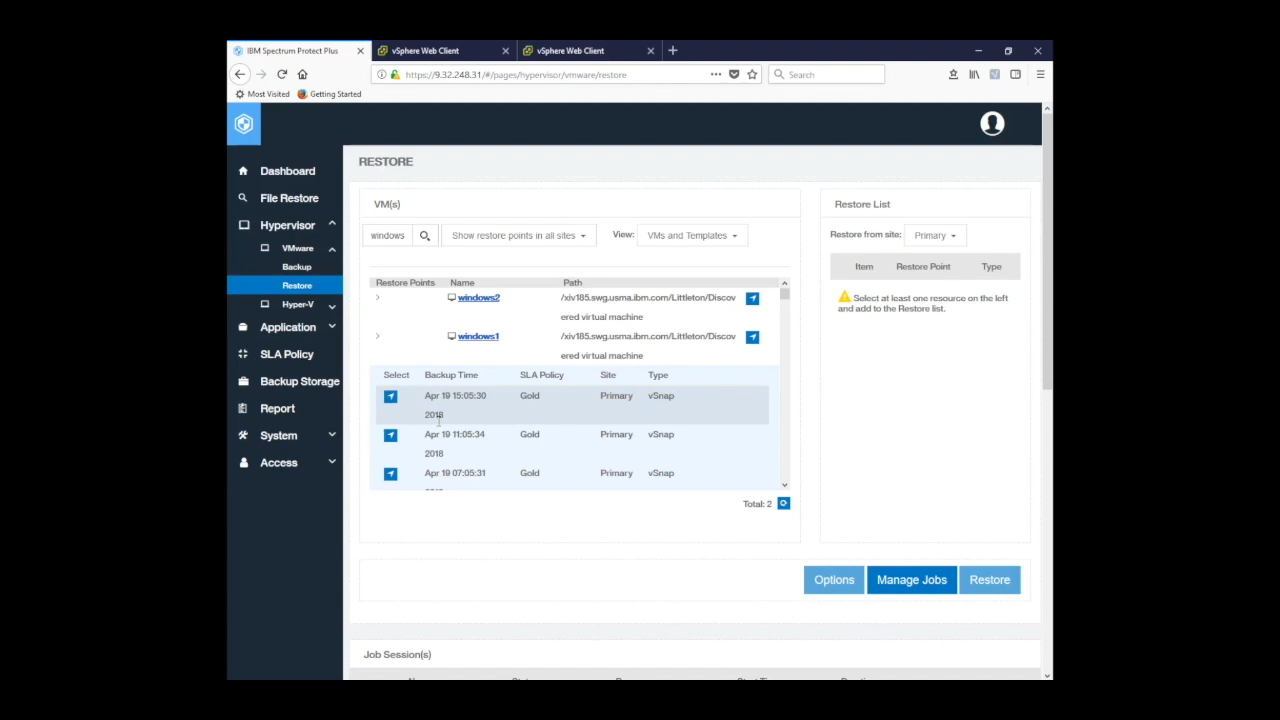 IBM Spectrum Protect Plus
vSphere Web Client
vSphere Web Client
https://9.32.248.31/#/pages/hypervisor/vmware/restore
Search
Most Visited
Getting Started
Dashboard
File Restore
Hypervisor
VMware
Backup
Restore
Hyper-V
Application
SLA Policy
Backup Storage
Report
System
Access
RESTORE
VM(s)
windows
Show restore points in all sites
View:
VMs and Templates
Restore Points Name Path
windows2 /xiv185.swg.usma.ibm.com/Littleton/Discov
ered virtual machine
windows1 /xiv185.swg.usma.ibm.com/Littleton/Discov
ered virtual machine
Select Backup Time SLA Policy Site Type
Apr 19 15:05:30 Gold Primary vSnap
2018
Apr 19 11:05:34 Gold Primary vSnap
2018
Apr 19 07:05:31 Gold Primary vSnap
Total: 2
Restore List
Restore from site: Primary
Item Restore Point Type
Select at least one resource on the left
and add to the Restore list.
Options Manage Jobs Restore
Job Session(s)